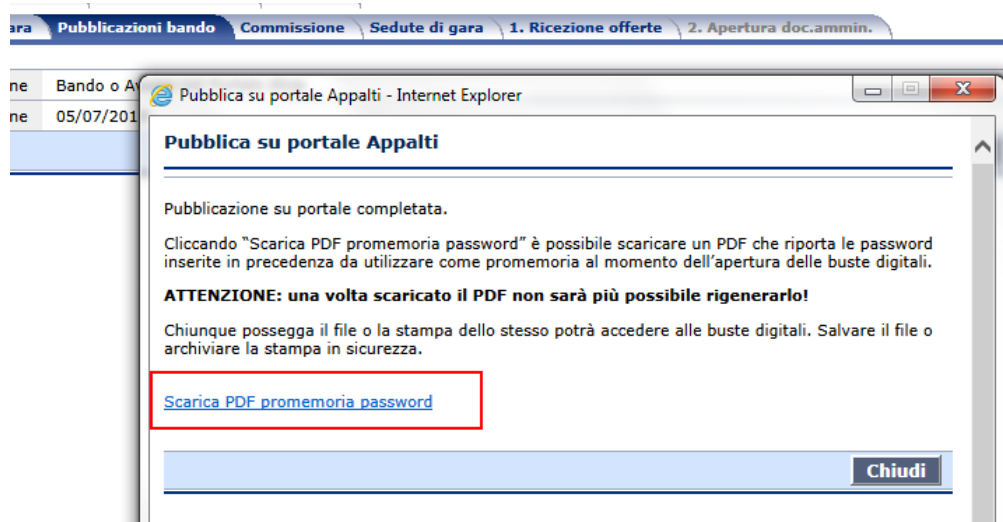 ara Pubblicazioni bando Commissione Sedute di gara 1. Ricezione offerte 2. Apertura doc.ammin.
ne Bando o Av
ne 05/07/201
Pubblica su portale Appalti - Internet Explorer
Pubblica su portale Appalti
Pubblicazione su portale completata.
Cliccando “Scarica PDF promemoria password” è possibile scaricare un PDF che riporta le password
inserite in precedenza da utilizzare come promemoria al momento dell’apertura delle buste digitali.
ATTENZIONE: una volta scaricato il PDF non sarà più possibile rigenerarlo!
Chiunque possegga il file o la stampa dello stesso potrà accedere alle buste digitali. Salvare il file o
archiviare la stampa in sicurezza.
Scarica PDF promemoria password
Chiudi